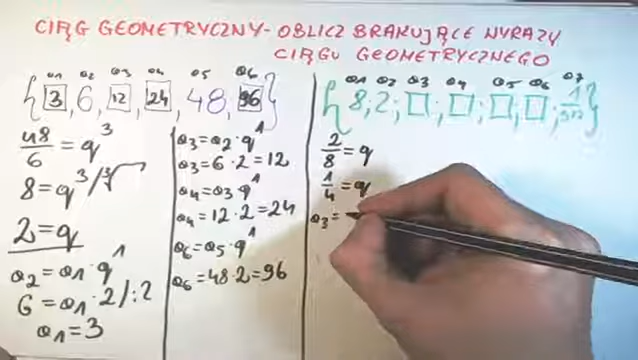 CIĄG GEOMETRYCZNY - OBLICZ BRAKUJĄCE WYRAZY
CIĄGU GEOMETRYCZNEGO
a1 a2 a3 a4 a5 a6
{3, 6, 12, 24, 48, 96}
48/6 = q^3
8 = q^3 /∛
2 = q
a2 = a1 · q^1
6 = a1 · 2 /:2
a1 = 3
a3 = a2 · q^1
a3 = 6 · 2 = 12
a4 = a3 q^1
a4 = 12 · 2 = 24
a6 = a5 · q^1
a6 = 48 · 2 = 96
a1 a2 a3 a4 a5 a6 a7
{8, 2, □, □, □, □, 1/512}
2/8 = q
1/4 = q
a3 =